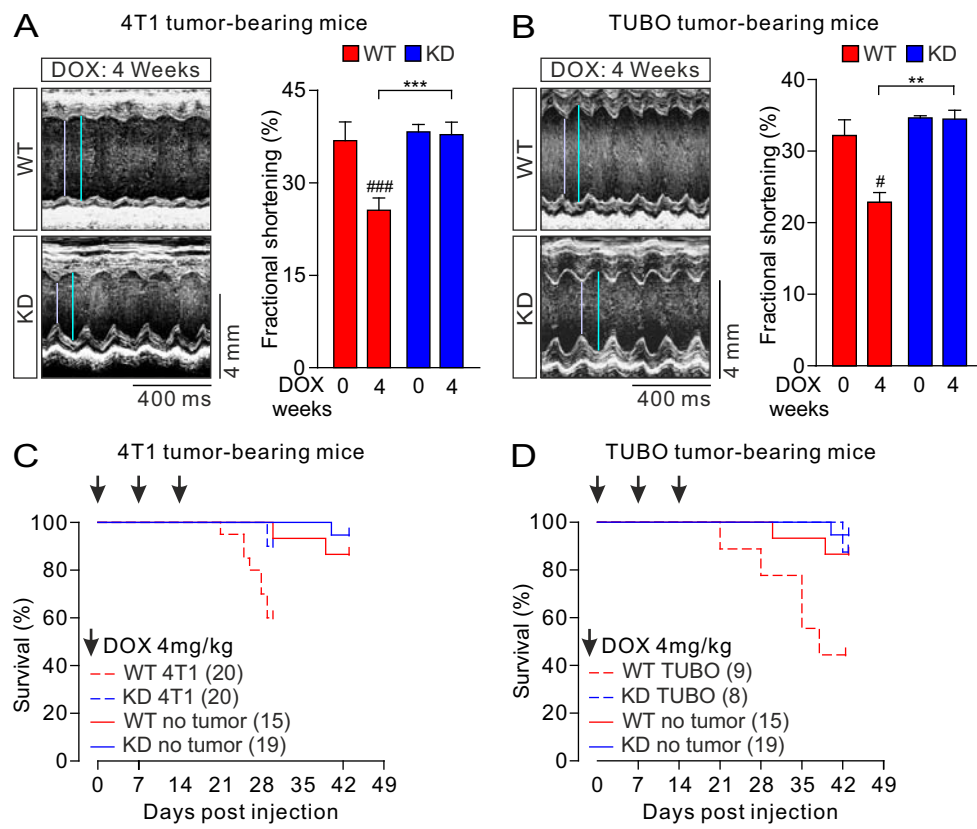 A
4T1 tumor-bearing mice
DOX: 4 Weeks
WT
KD
4 mm
400 ms
WT KD
Fractional shortening (%)
45
30
15
0
***
###
DOX weeks
0 4 0 4
B
TUBO tumor-bearing mice
DOX: 4 Weeks
WT
KD
4 mm
400 ms
WT KD
Fractional shortening (%)
40
30
20
10
0
**
#
DOX weeks
0 4 0 4
C
4T1 tumor-bearing mice
Survival (%)
100
80
60
40
20
0
DOX 4mg/kg
WT 4T1 (20)
KD 4T1 (20)
WT no tumor (15)
KD no tumor (19)
0 7 14 21 28 35 42 49
Days post injection
D
TUBO tumor-bearing mice
Survival (%)
100
80
60
40
20
0
DOX 4mg/kg
WT TUBO (9)
KD TUBO (8)
WT no tumor (15)
KD no tumor (19)
0 7 14 21 28 35 42 49
Days post injection